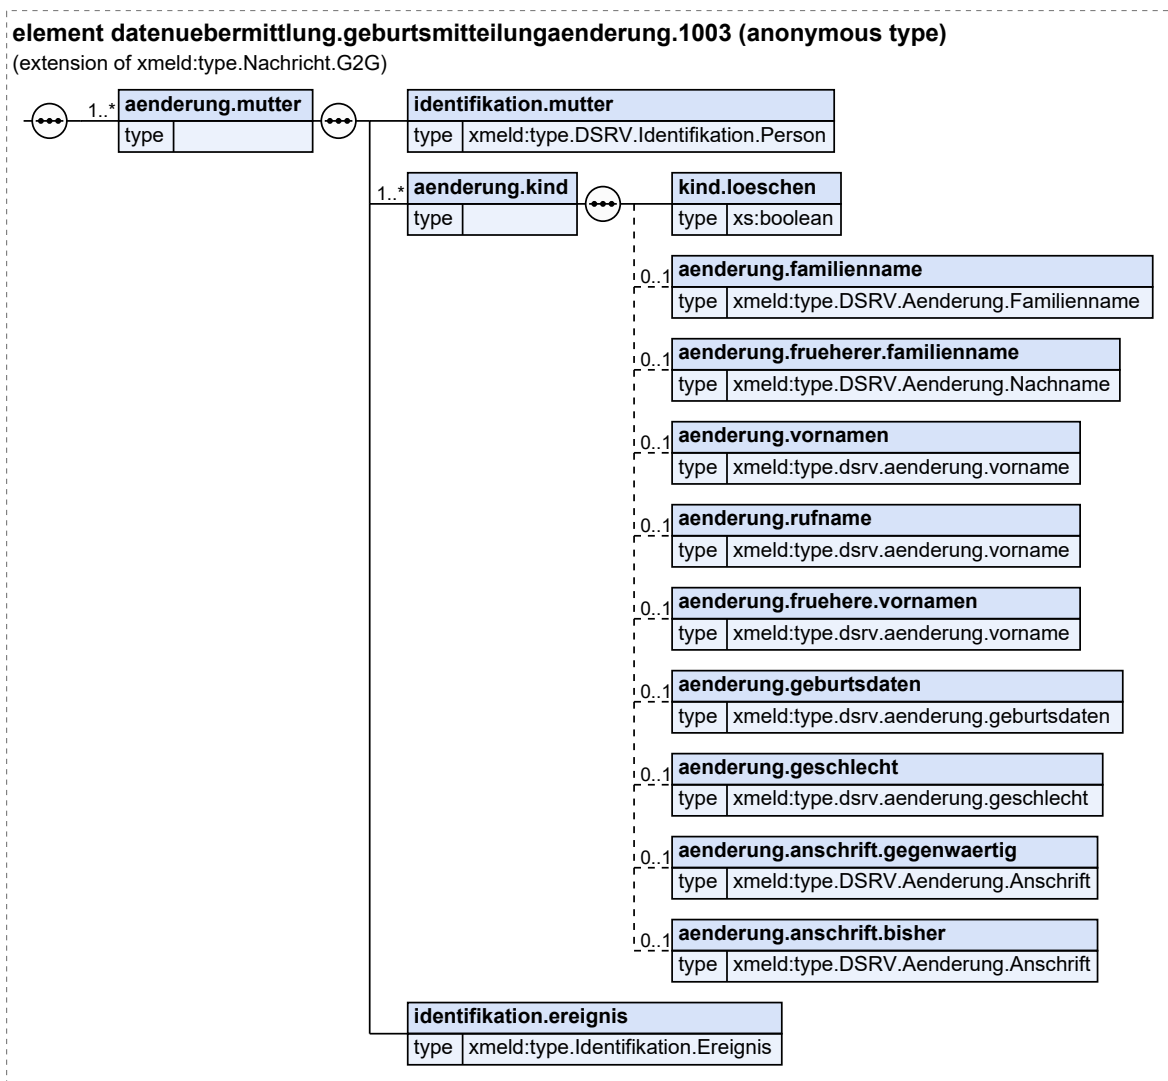 element datenuebermittlung.geburtsmitteilungaenderung.1003 (anonymous type)
(extension of xmeld:type.Nachricht.G2G)
1..* aenderung.mutter
type
identifikation.mutter
type xmeld:type.DSRV.Identifikation.Person
1..* aenderung.kind
type
kind.loeschen
type xs:boolean
0..1 aenderung.familienname
type xmeld:type.DSRV.Aenderung.Familienname
0..1 aenderung.frueherer.familienname
type xmeld:type.DSRV.Aenderung.Nachname
0..1 aenderung.vornamen
type xmeld:type.dsrv.aenderung.vorname
0..1 aenderung.rufname
type xmeld:type.dsrv.aenderung.vorname
0..1 aenderung.fruehere.vornamen
type xmeld:type.dsrv.aenderung.vorname
0..1 aenderung.geburtsdaten
type xmeld:type.dsrv.aenderung.geburtsdaten
0..1 aenderung.geschlecht
type xmeld:type.dsrv.aenderung.geschlecht
0..1 aenderung.anschrift.gegenwaertig
type xmeld:type.DSRV.Aenderung.Anschrift
0..1 aenderung.anschrift.bisher
type xmeld:type.DSRV.Aenderung.Anschrift
identifikation.ereignis
type xmeld:type.Identifikation.Ereignis